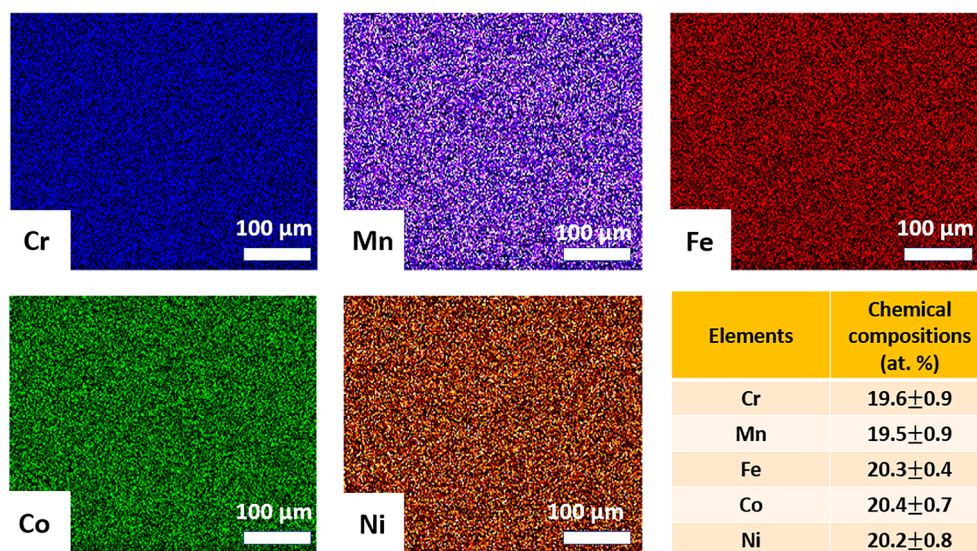 Cr
100 μm
Mn
100 μm
Fe
100 μm
Co
100 μm
Ni
100 μm
Elements
Chemical
compositions
(at. %)
Cr 19.6±0.9
Mn 19.5±0.9
Fe 20.3±0.4
Co 20.4±0.7
Ni 20.2±0.8